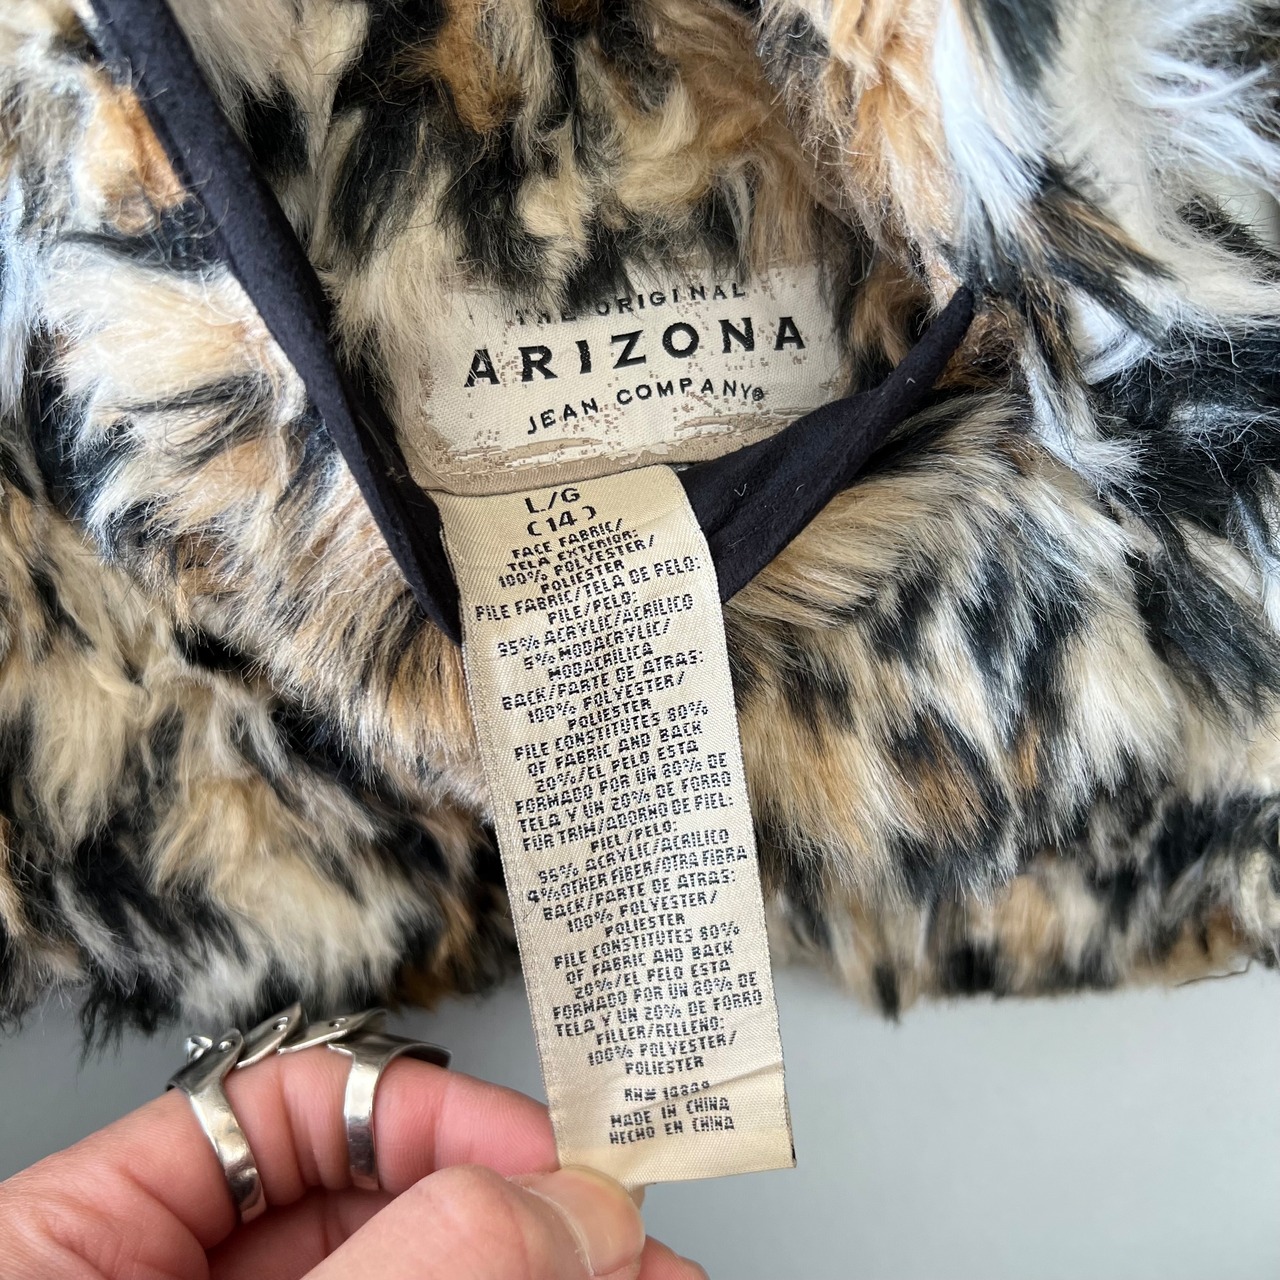 THE ORIGINAL
ARIZONA
JEAN COMPANY®
L/G
(14)
FACE FABRIC/
TELA EXTERIOR:
100% POLYESTER/
POLIESTER
PILE FABRIC/TELA DE PELO:
PILE/PELO:
95% ACRYLIC/ACRILICO
5% MODACRYLIC/
MODACRILICA
BACK/PARTE DE ATRAS:
100% POLYESTER/
POLIESTER
PILE CONSTITUTES 80%
OF FABRIC AND BACK
20%/EL PELO ESTA
FORMADO POR UN 80% DE
TELA Y UN 20% DE FORRO
FUR TRIM/ADORNO DE PIEL:
PIEL/PELO:
ACRYLIC/ACRILICO
4%OTHER FIBER/OTRA FIBRA
BACK/PARTE DE ATRAS:
100% POLYESTER/
POLIESTER
PILE CONSTITUTES 80%
OF FABRIC AND BACK
20%/EL PELO ESTA
FORMADO POR UN 80% DE
TELA Y UN 20% DE FORRO
FILLER/RELLENO:
100% POLYESTER/
POLIESTER
RN#
MADE IN CHINA
HECHO EN CHINA